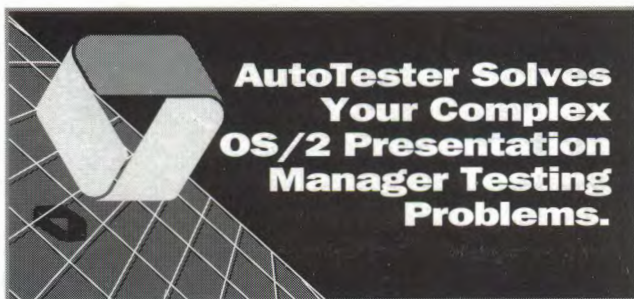 AutoTester Solves
Your Complex
OS/2 Presentation
Manager Testing
Problems.